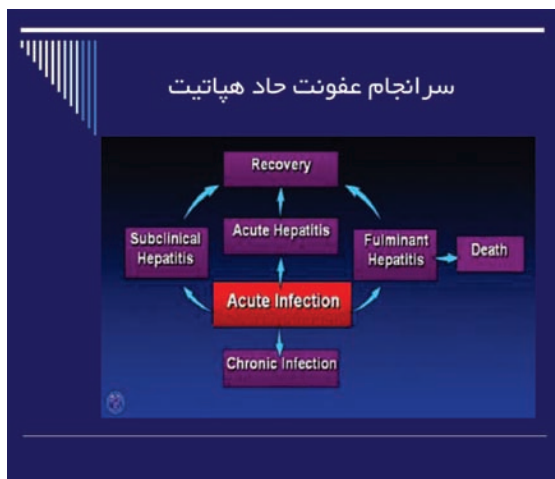 سرانجام عفونت حاد هپاتیت
Recovery
Acute Hepatitis
Subclinical
Hepatitis
Fulminant
Hepatitis
Death
Acute Infection
Chronic Infection